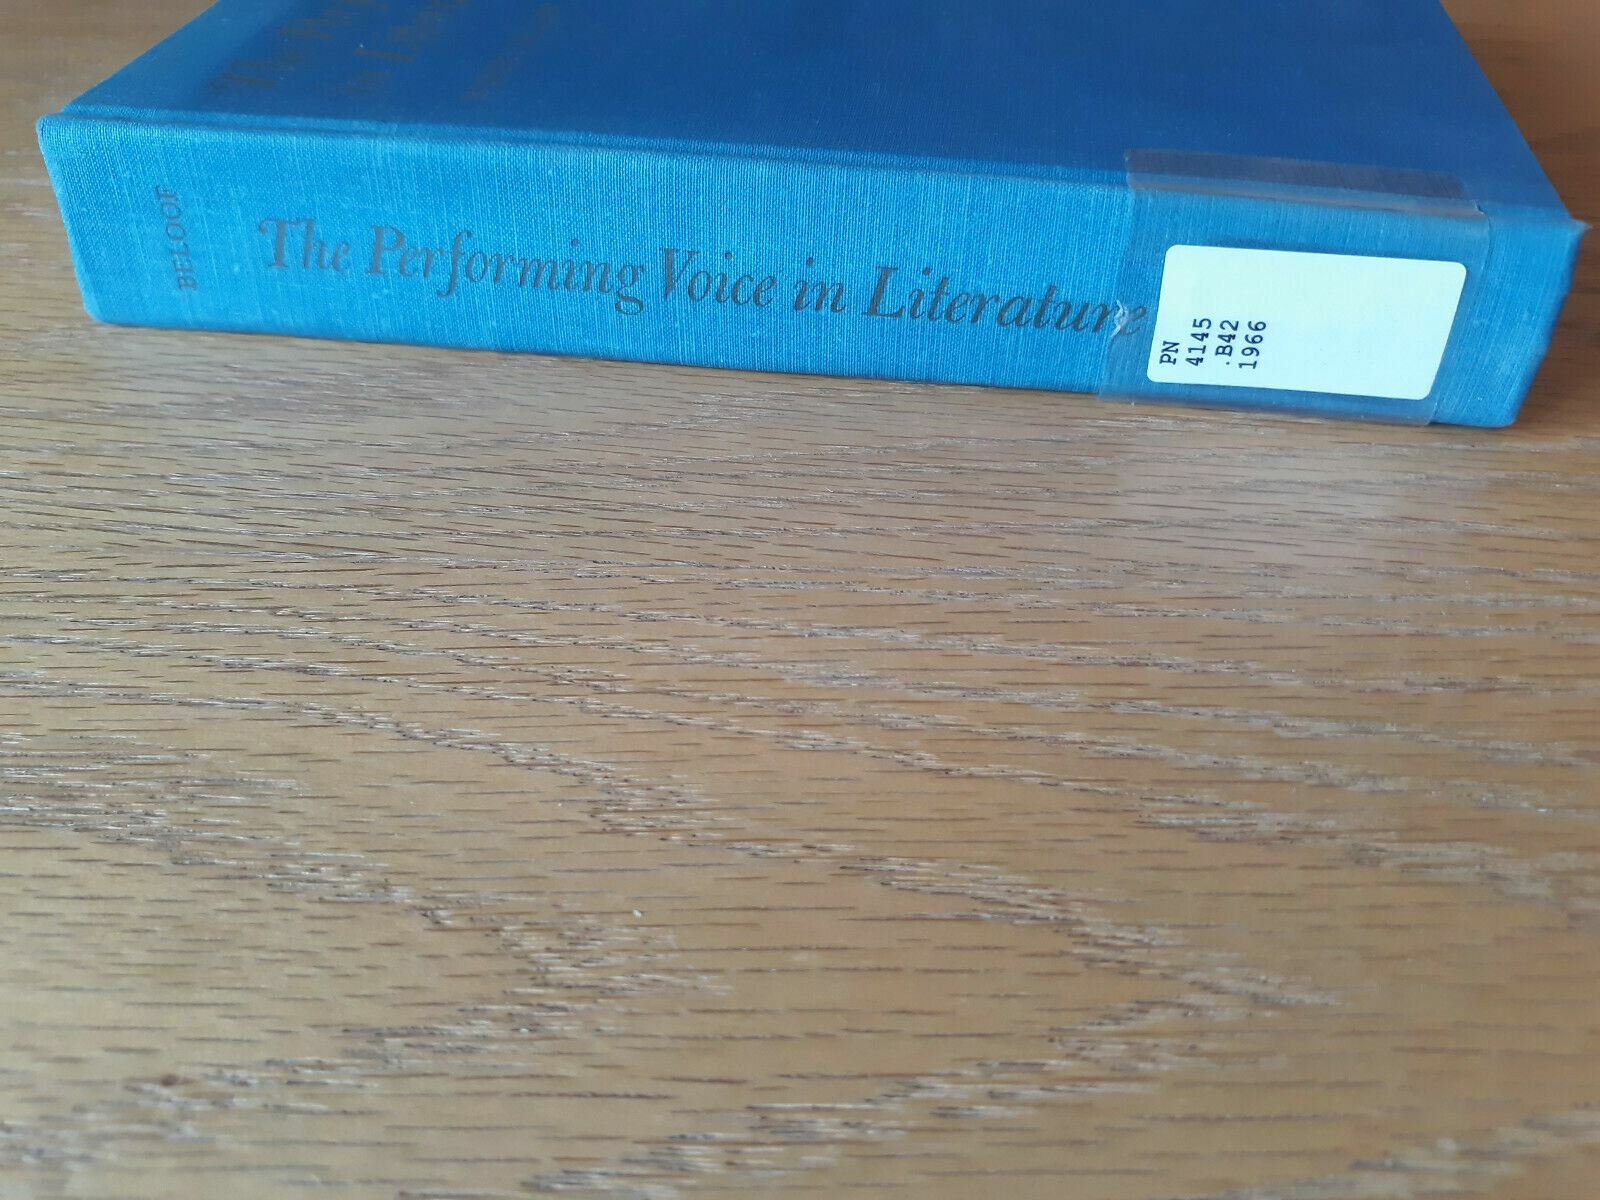 BELOOF
The Performing Voice in Literature
PN
4145
.B42
1966